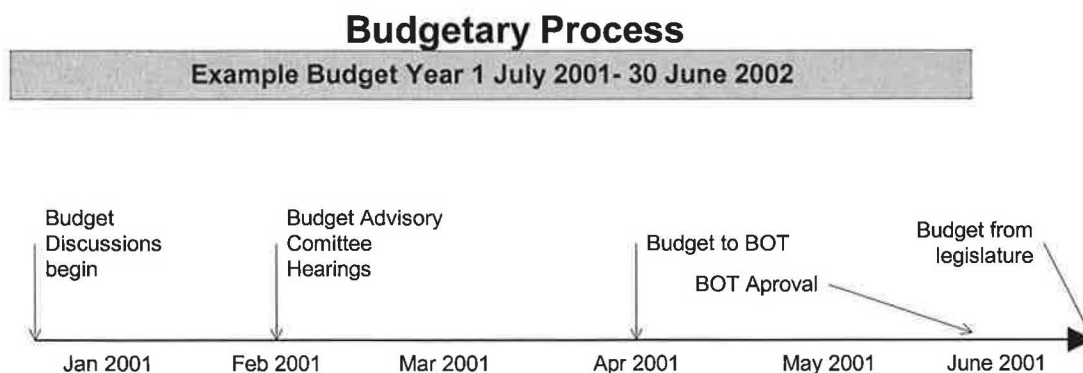 Budgetary Process
Example Budget Year 1 July 2001- 30 June 2002
Budget
Discussions
begin
Budget Advisory
Comittee
Hearings
Budget to BOT
BOT Aproval
Budget from
legislature
Jan 2001
Feb 2001
Mar 2001
Apr 2001
May 2001
June 2001